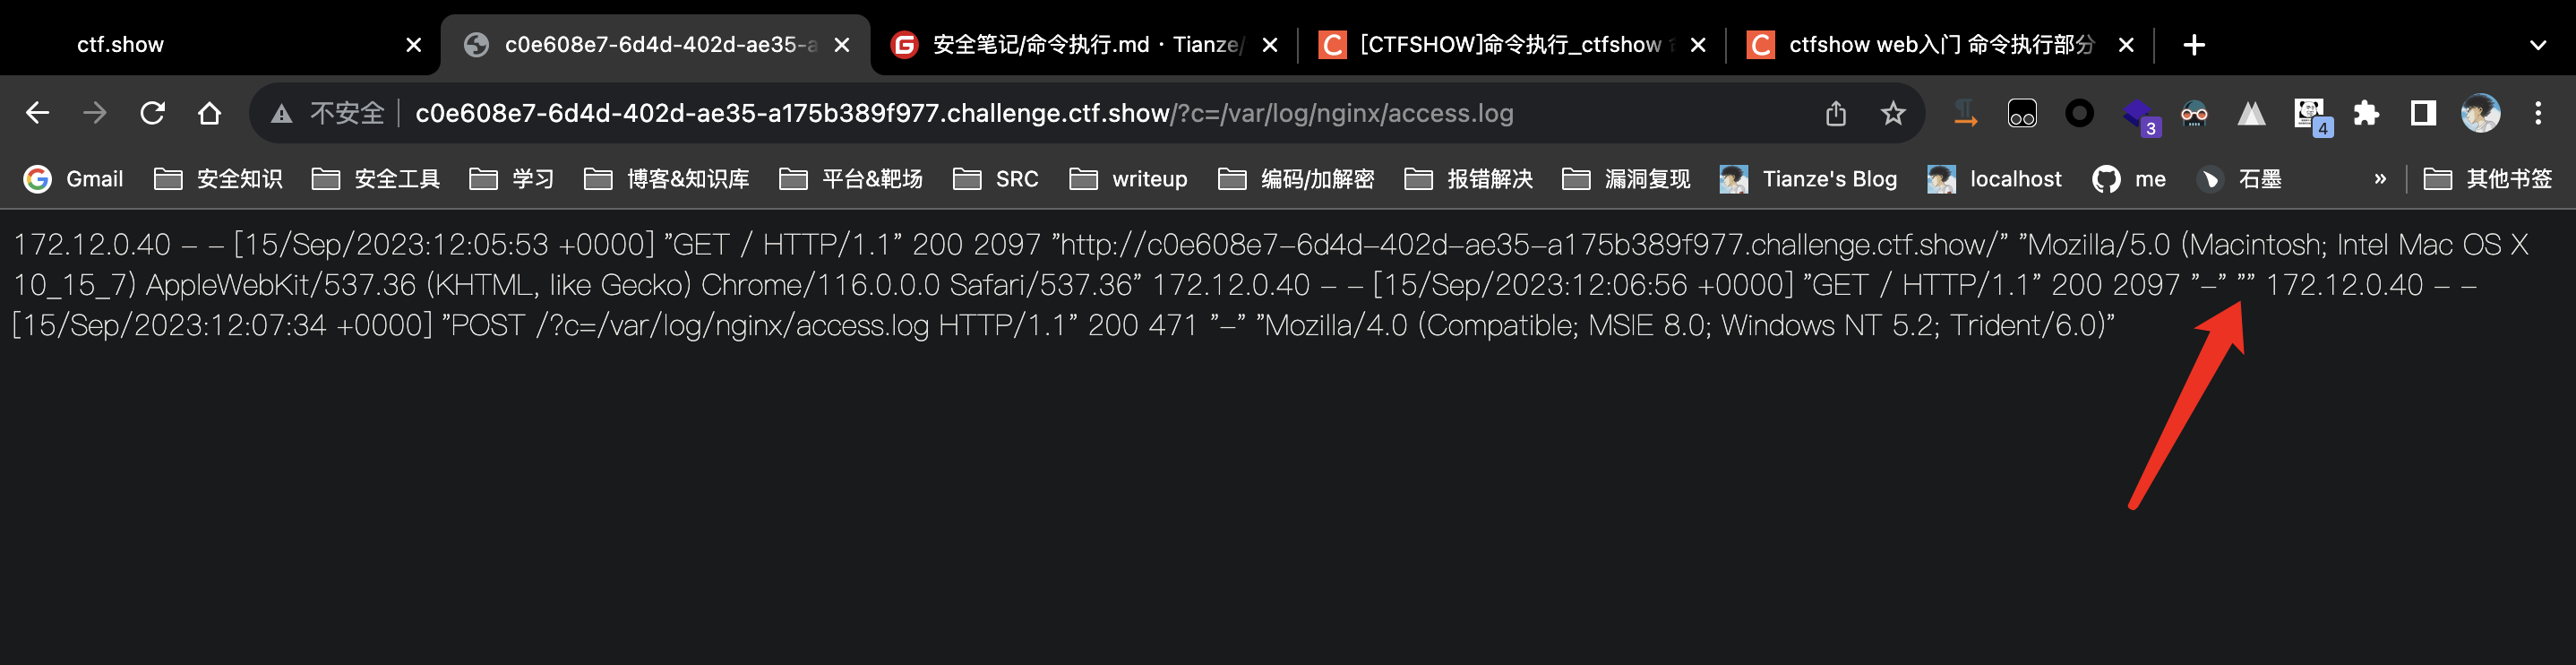 ctf.show
c0e608e7-6d4d-402d-ae35-a
安全笔记/命令执行.md · Tianze/
[CTFSHOW]命令执行_ctfshow
ctfshow web入门 命令执行部分
不安全
c0e608e7-6d4d-402d-ae35-a175b389f977.challenge.ctf.show/?c=/var/log/nginx/access.log
3
4
Gmail 安全知识 安全工具 学习 博客&知识库 平台&靶场 SRC writeup 编码/加解密 报错解决 漏洞复现 Tianze's Blog localhost me 石墨 » 其他书签
172.12.0.40 - - [15/Sep/2023:12:05:53 +0000] "GET / HTTP/1.1" 200 2097 "http://c0e608e7-6d4d-402d-ae35-a175b389f977.challenge.ctf.show/" "Mozilla/5.0 (Macintosh; Intel Mac OS X
10_15_7) AppleWebKit/537.36 (KHTML, like Gecko) Chrome/116.0.0.0 Safari/537.36" 172.12.0.40 - - [15/Sep/2023:12:06:56 +0000] "GET / HTTP/1.1" 200 2097 "-" "" 172.12.0.40 - -
[15/Sep/2023:12:07:34 +0000] "POST /?c=/var/log/nginx/access.log HTTP/1.1" 200 471 "-" "Mozilla/4.0 (Compatible; MSIE 8.0; Windows NT 5.2; Trident/6.0)"